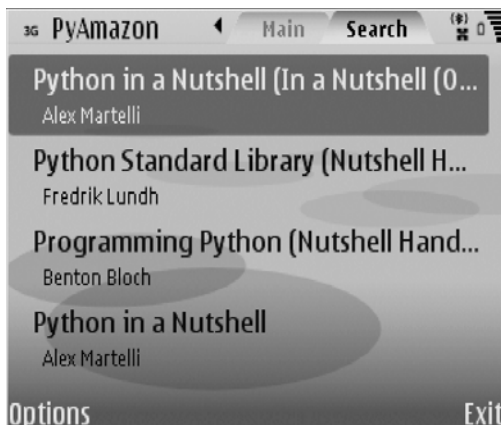 3G PyAmazon Main Search
Python in a Nutshell (In a Nutshell (O...
Alex Martelli
Python Standard Library (Nutshell H...
Fredrik Lundh
Programming Python (Nutshell Hand...
Benton Bloch
Python in a Nutshell
Alex Martelli
Options Exit